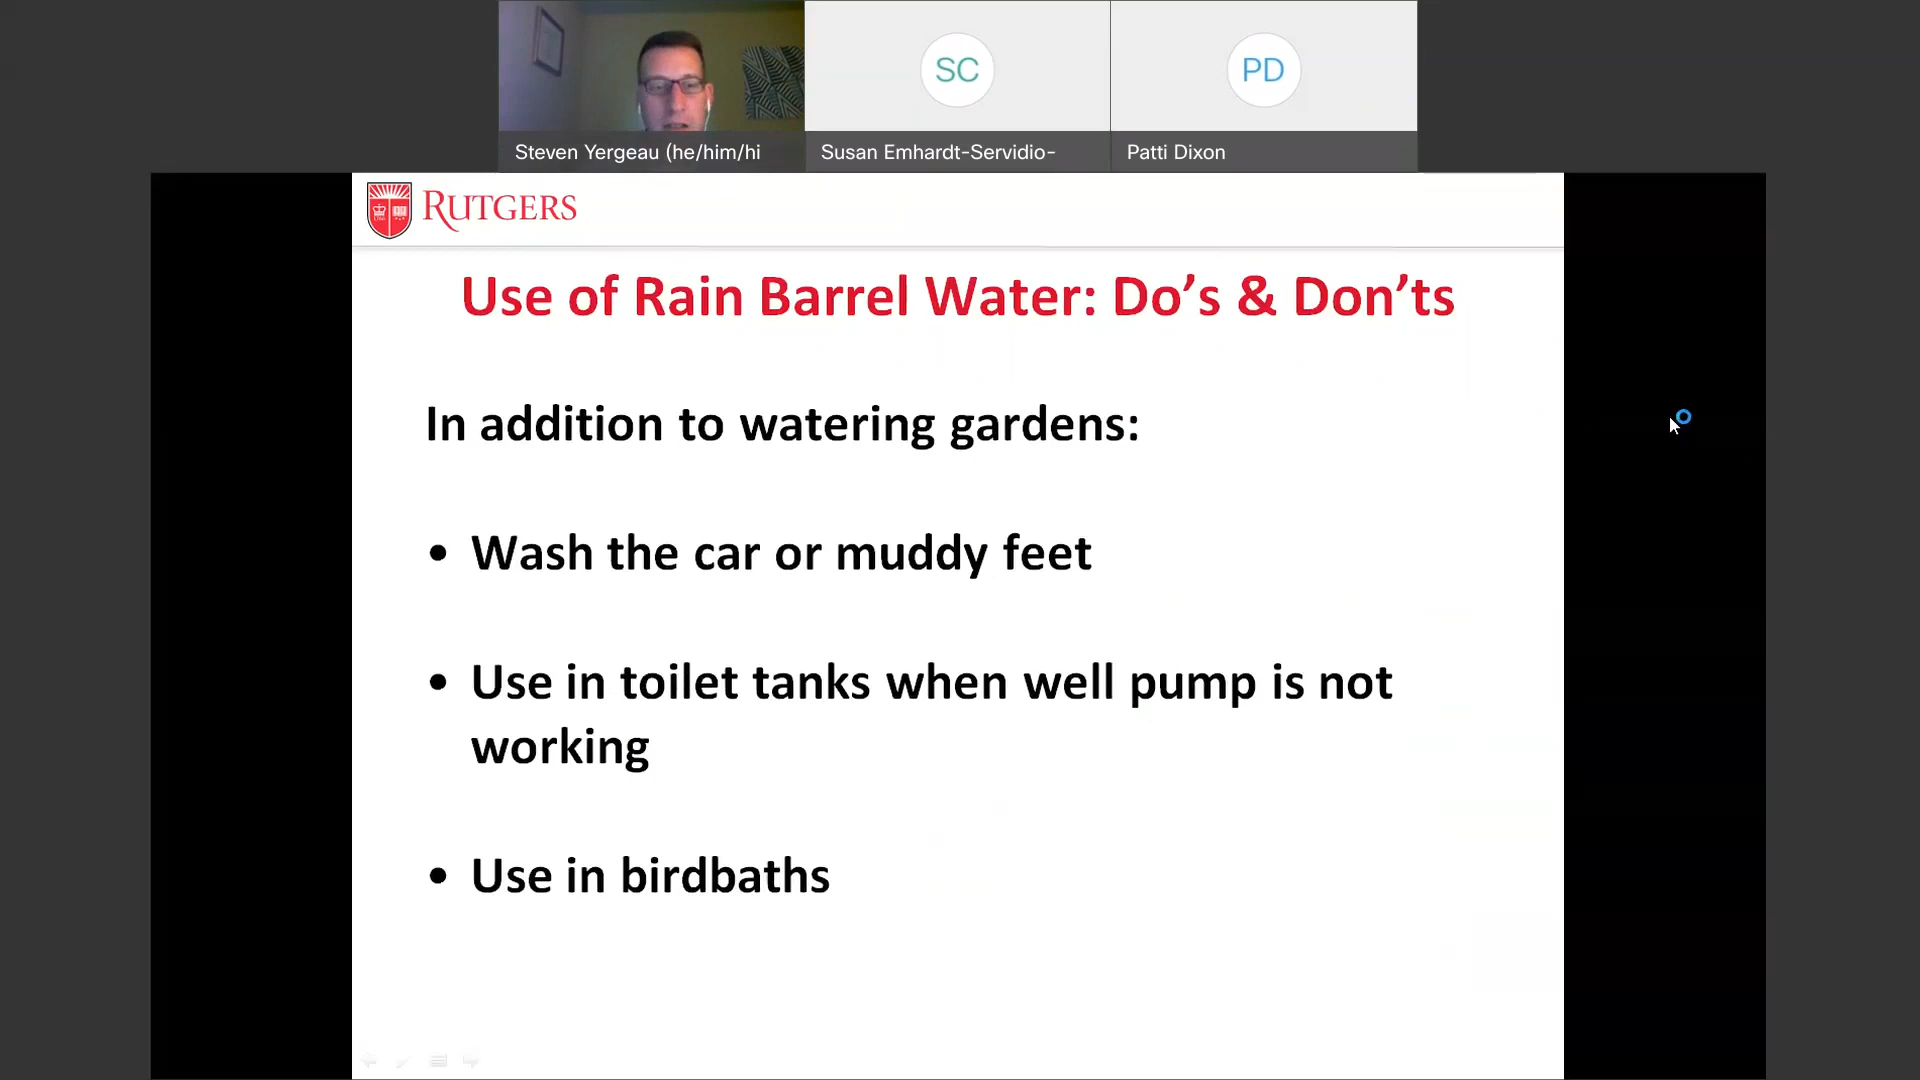 SC
PD
Steven Yergeau (he/him/hi
Susan Emhardt-Servidio-
Patti Dixon
RUTGERS
Use of Rain Barrel Water: Do’s & Don’ts
In addition to watering gardens:
• Wash the car or muddy feet
• Use in toilet tanks when well pump is not
working
• Use in birdbaths